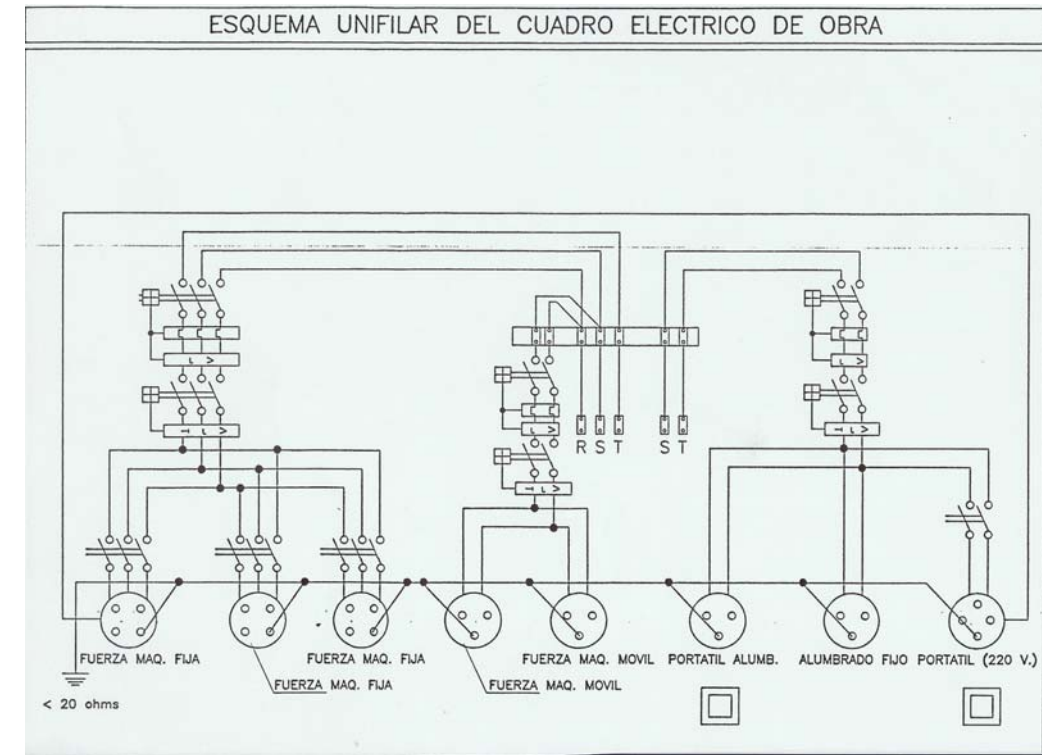 ESQUEMA UNIFILAR DEL CUADRO ELECTRICO DE OBRA
R S T S T
FUERZA MAQ. FIJA
FUERZA MAQ. FIJA
FUERZA MAQ. MOVIL
PORTATIL ALUMB.
ALUMBRADO FIJO
PORTATIL (220 V.)
FUERZA MAQ. FIJA
FUERZA MAQ. MOVIL
< 20 ohms